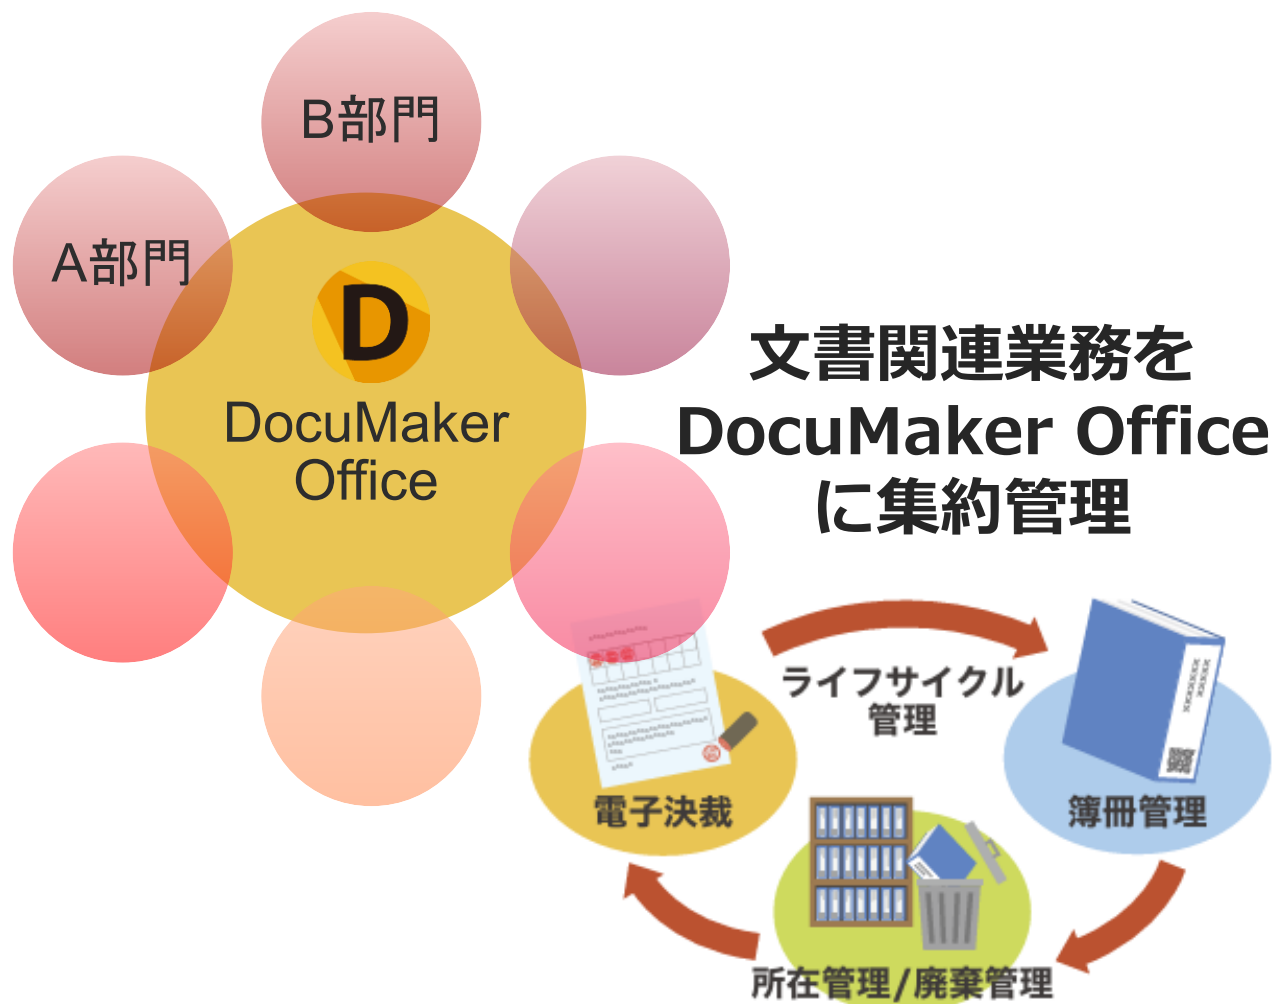 B部門
A部門
D
DocuMaker
Office
文書関連業務を
DocuMaker Office
に集約管理
ライフサイクル
管理
電子決裁
簿冊管理
所在管理/廃棄管理